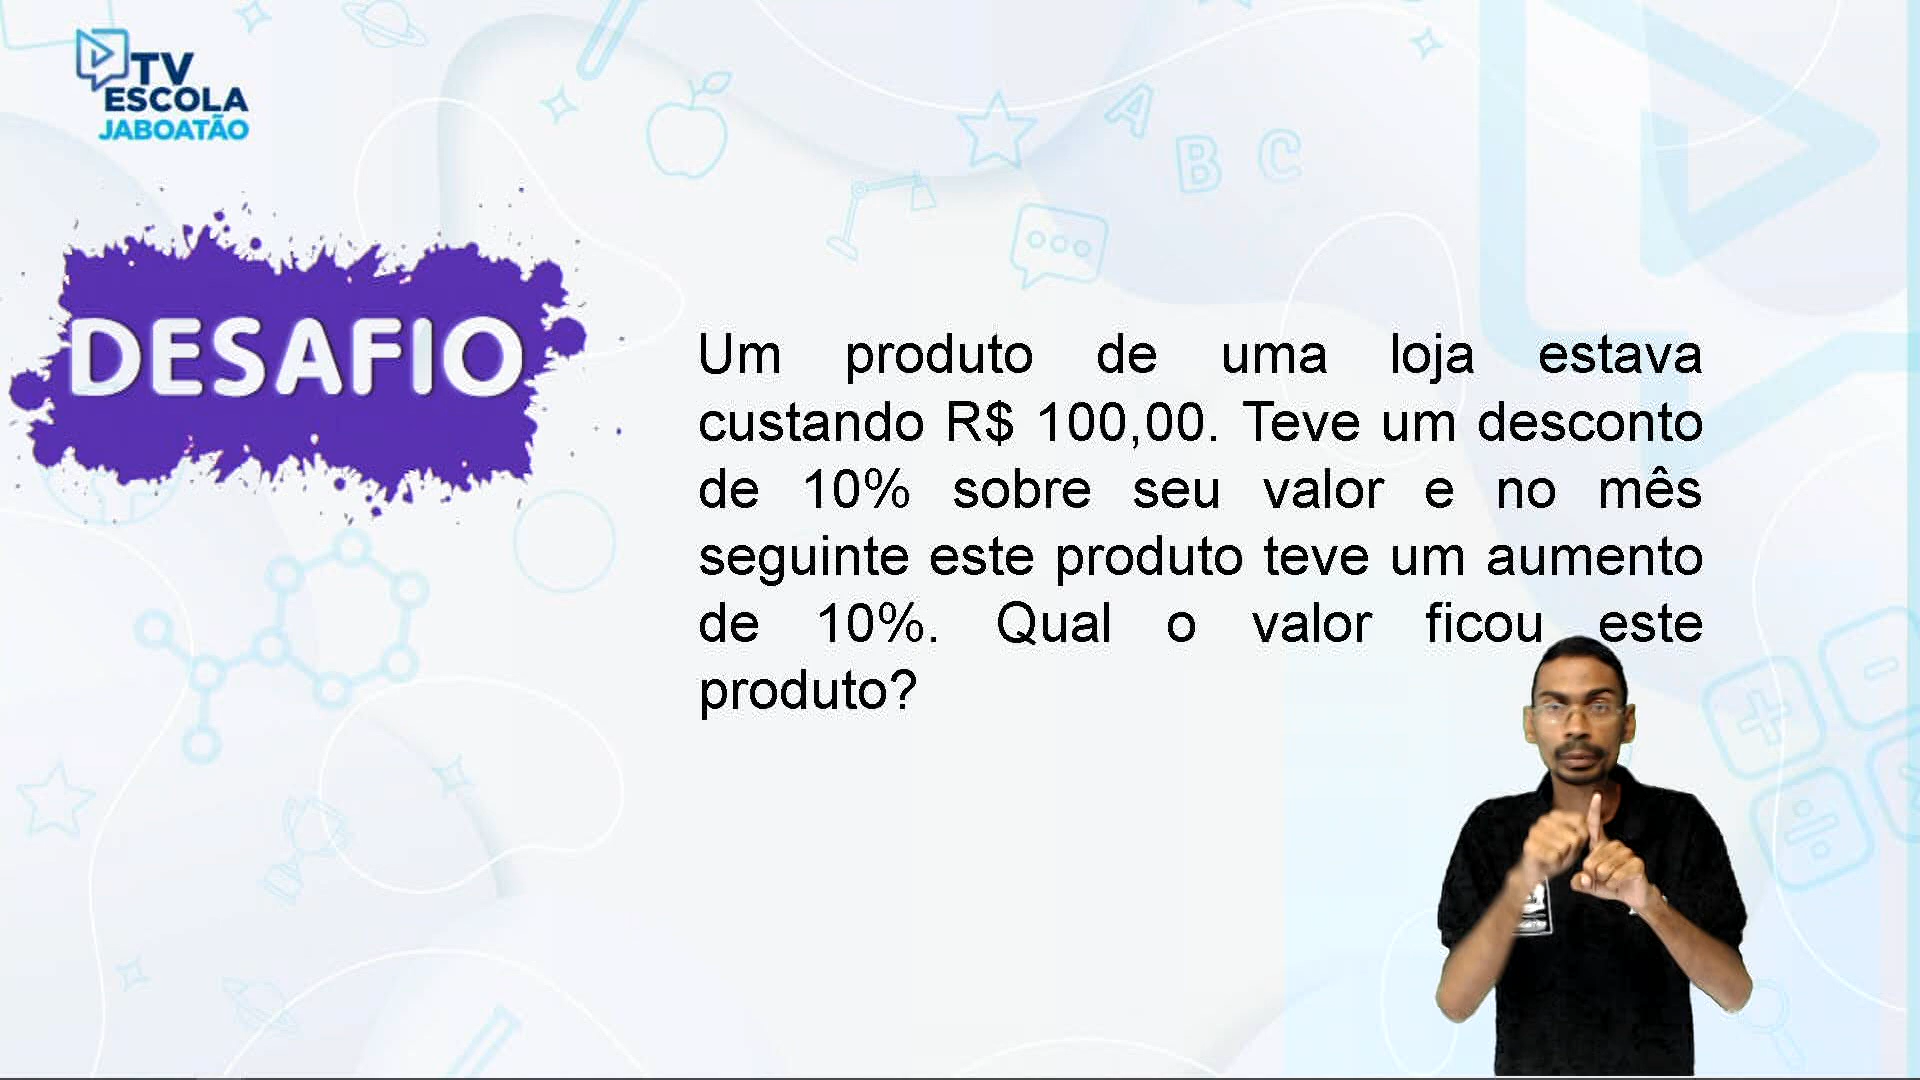 TV
ESCOLA
JABOATÃO
A B C
DESAFIO
Um produto de uma loja estava
custando R$ 100,00. Teve um desconto
de 10% sobre seu valor e no mês
seguinte este produto teve um aumento
de 10%. Qual o valor ficou este
produto?